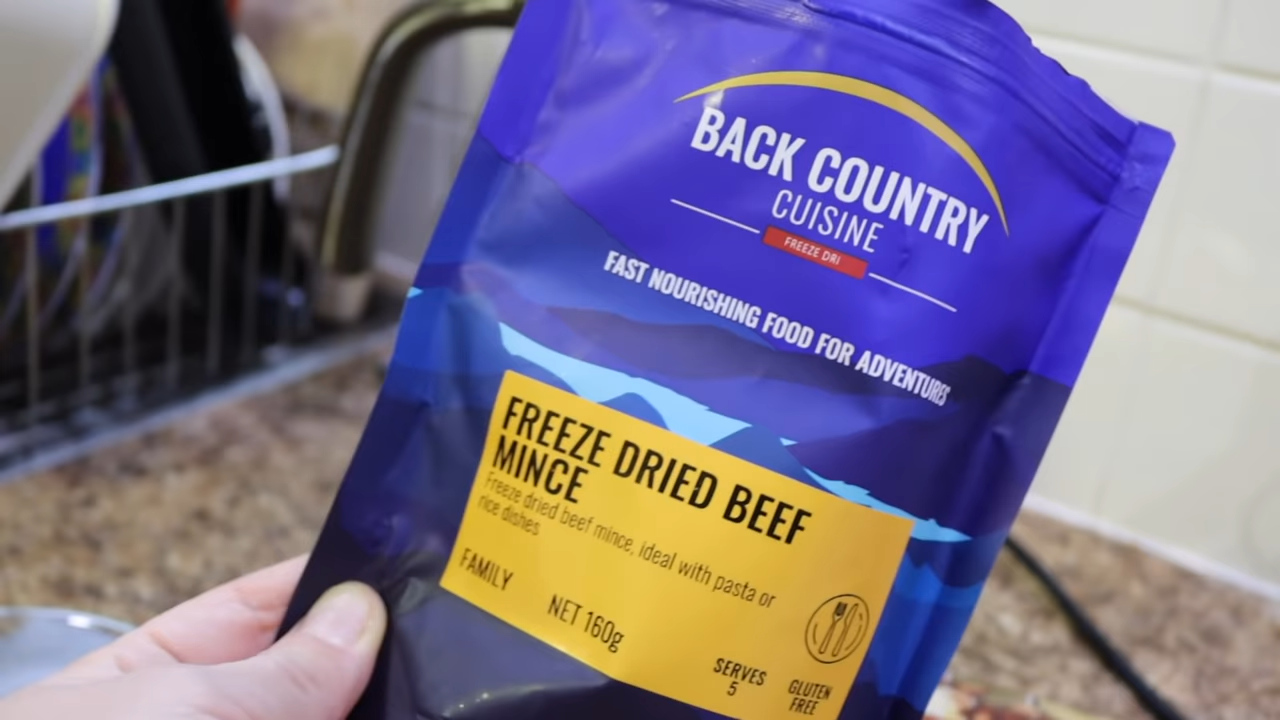 BACK COUNTRY
CUISINE
FREEZE DRI
FAST NOURISHING FOOD FOR ADVENTURES
FREEZE DRIED BEEF
MINCE
Freeze dried beef mince, ideal with pasta or
rice dishes
FAMILY
NET 160g
SERVES
5
GLUTEN
FREE